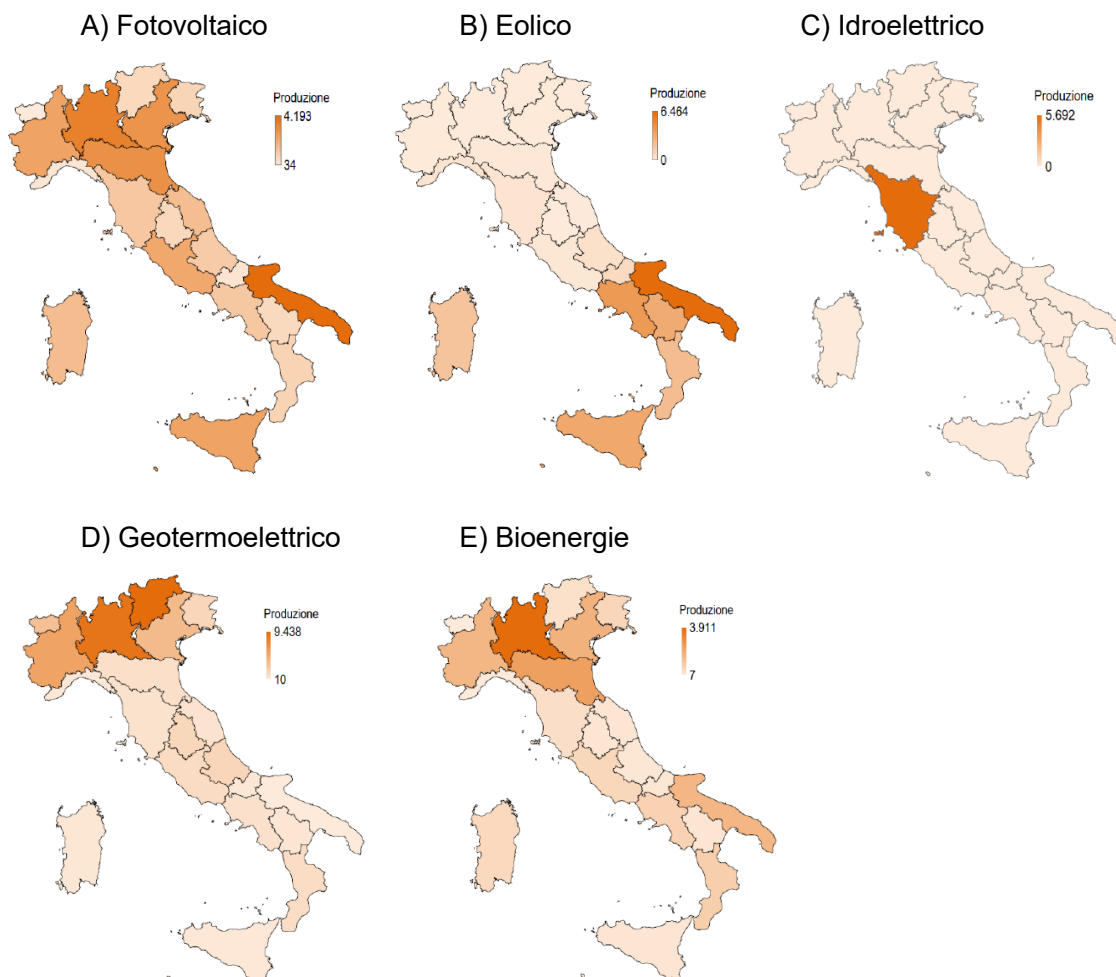 A) Fotovoltaico
B) Eolico
C) Idroelettrico
Produzione
4.193
34
Produzione
6.464
0
Produzione
5.692
0
D) Geotermoelettrico
E) Bioenergie
Produzione
9.438
10
Produzione
3.911
7